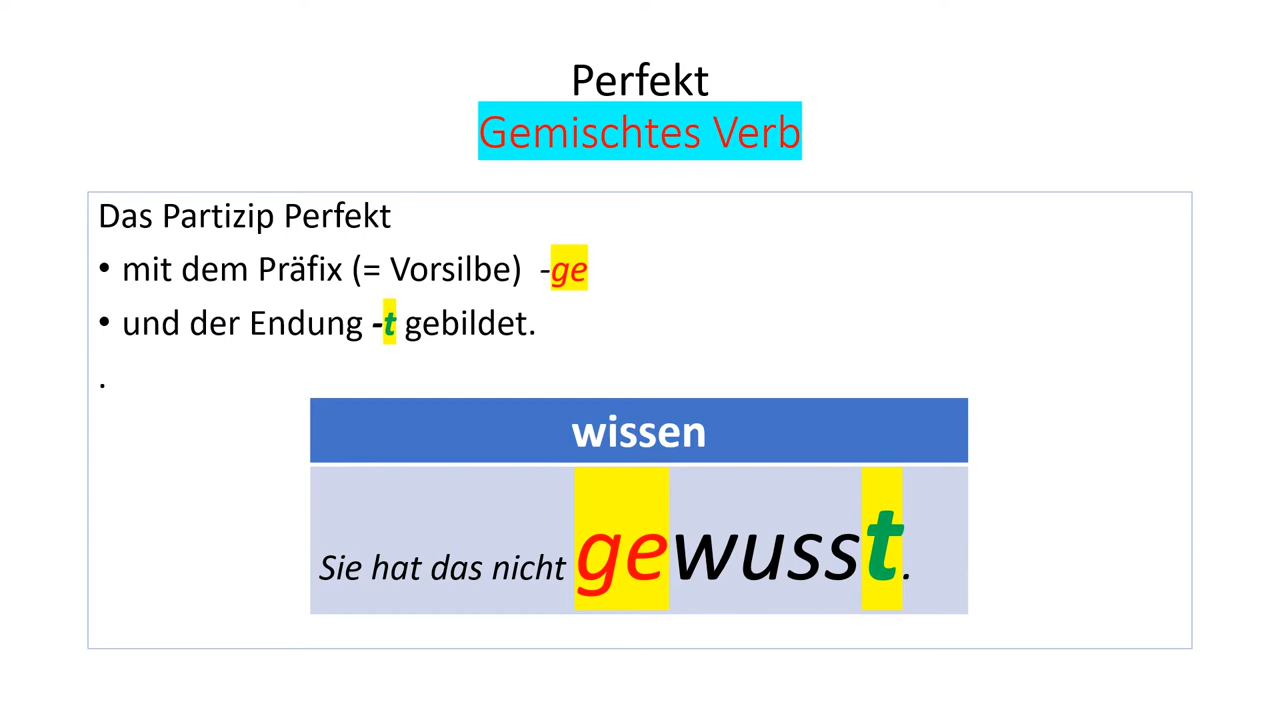 Perfekt
Gemischtes Verb
Das Partizip Perfekt
• mit dem Präfix (= Vorsilbe) -ge
• und der Endung -t gebildet.
.
wissen
Sie hat das nicht gewusst.